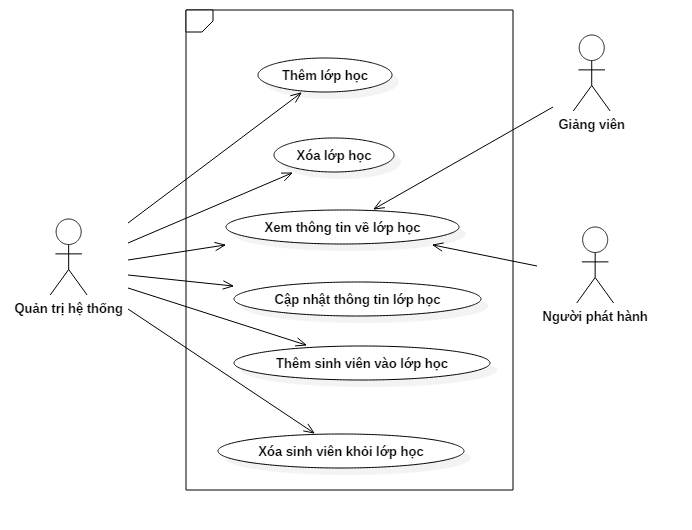 Thêm lớp học
Giảng viên
Xóa lớp học
Xem thông tin về lớp học
Quản trị hệ thống
Cập nhật thông tin lớp học
Người phát hành
Thêm sinh viên vào lớp học
Xóa sinh viên khỏi lớp học